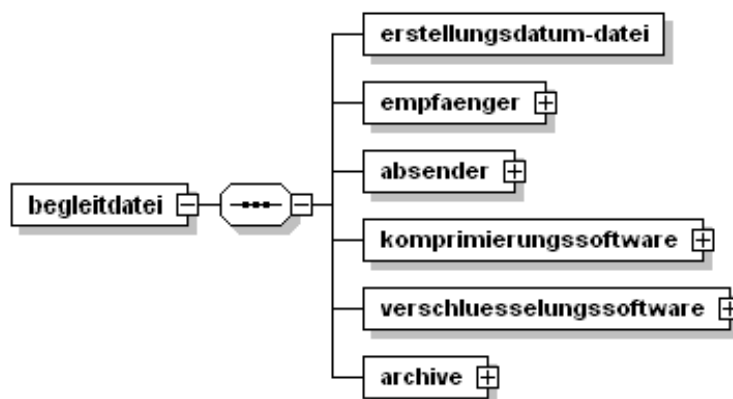 erstellungsdatum-datei
empfaenger
absender
begleitdatei
komprimierungssoftware
verschluesselungssoftware
archive